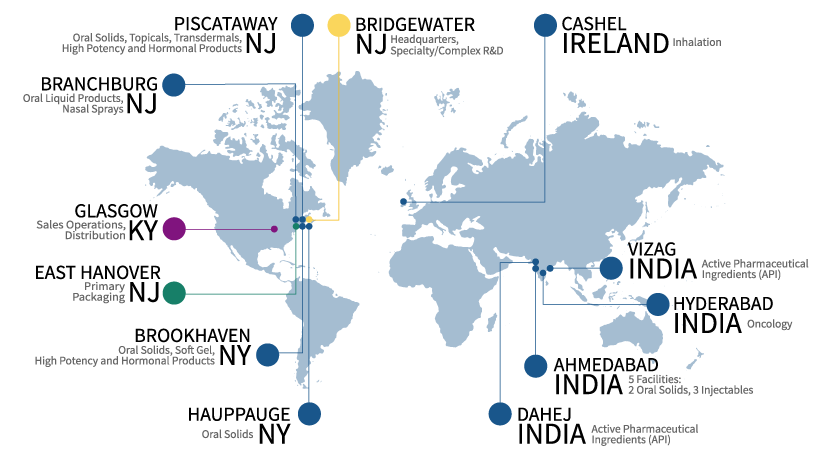 PISCATAWAY
Oral Solids, Topicals, Transdermals,
High Potency and Hormonal Products NJ
BRIDGEWATER
NJ Headquarters,
Specialty/Complex R&D
CASHEL
IRELAND Inhalation
BRANCHBURG
Oral Liquid Products,
Nasal Sprays NJ
GLASGOW
Sales Operations,
Distribution KY
EAST HANOVER
Primary
Packaging NJ
BROOKHAVEN
Oral Solids, Soft Gel,
High Potency and Hormonal Products NY
HAUPPAUGE
Oral Solids NY
VIZAG
INDIA Active Pharmaceutical
Ingredients (API)
HYDERABAD
INDIA Oncology
AHMEDABAD
INDIA 5 Facilities:
2 Oral Solids, 3 Injectables
DAHEJ
INDIA Active Pharmaceutical
Ingredients (API)